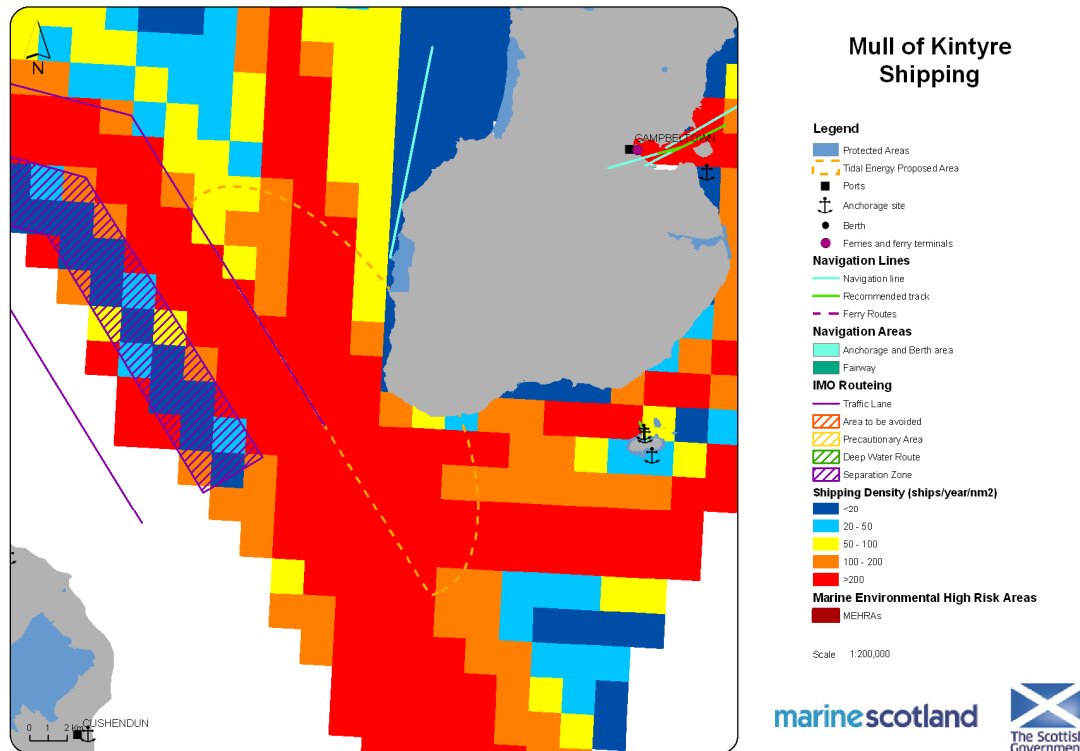 Mull of Kintyre
Shipping
N
CAMPBELTOWN
CUSHENDUN
0 1 2 Km
Legend
Protected Areas
Tidal Energy Proposed Area
Ports
Anchorage site
Berth
Ferries and ferry terminals
Navigation Lines
Navigation line
Recommended track
Ferry Routes
Navigation Areas
Anchorage and Berth area
Fairway
IMO Routeing
Traffic Lane
Area to be avoided
Precautionary Area
Deep Water Route
Separation Zone
Shipping Density (ships/year/nm2)
<20
20 - 50
50 - 100
100 - 200
>200
Marine Environmental High Risk Areas
MEHRAs
Scale 1:200,000
marinescotland
The Scottish
Government